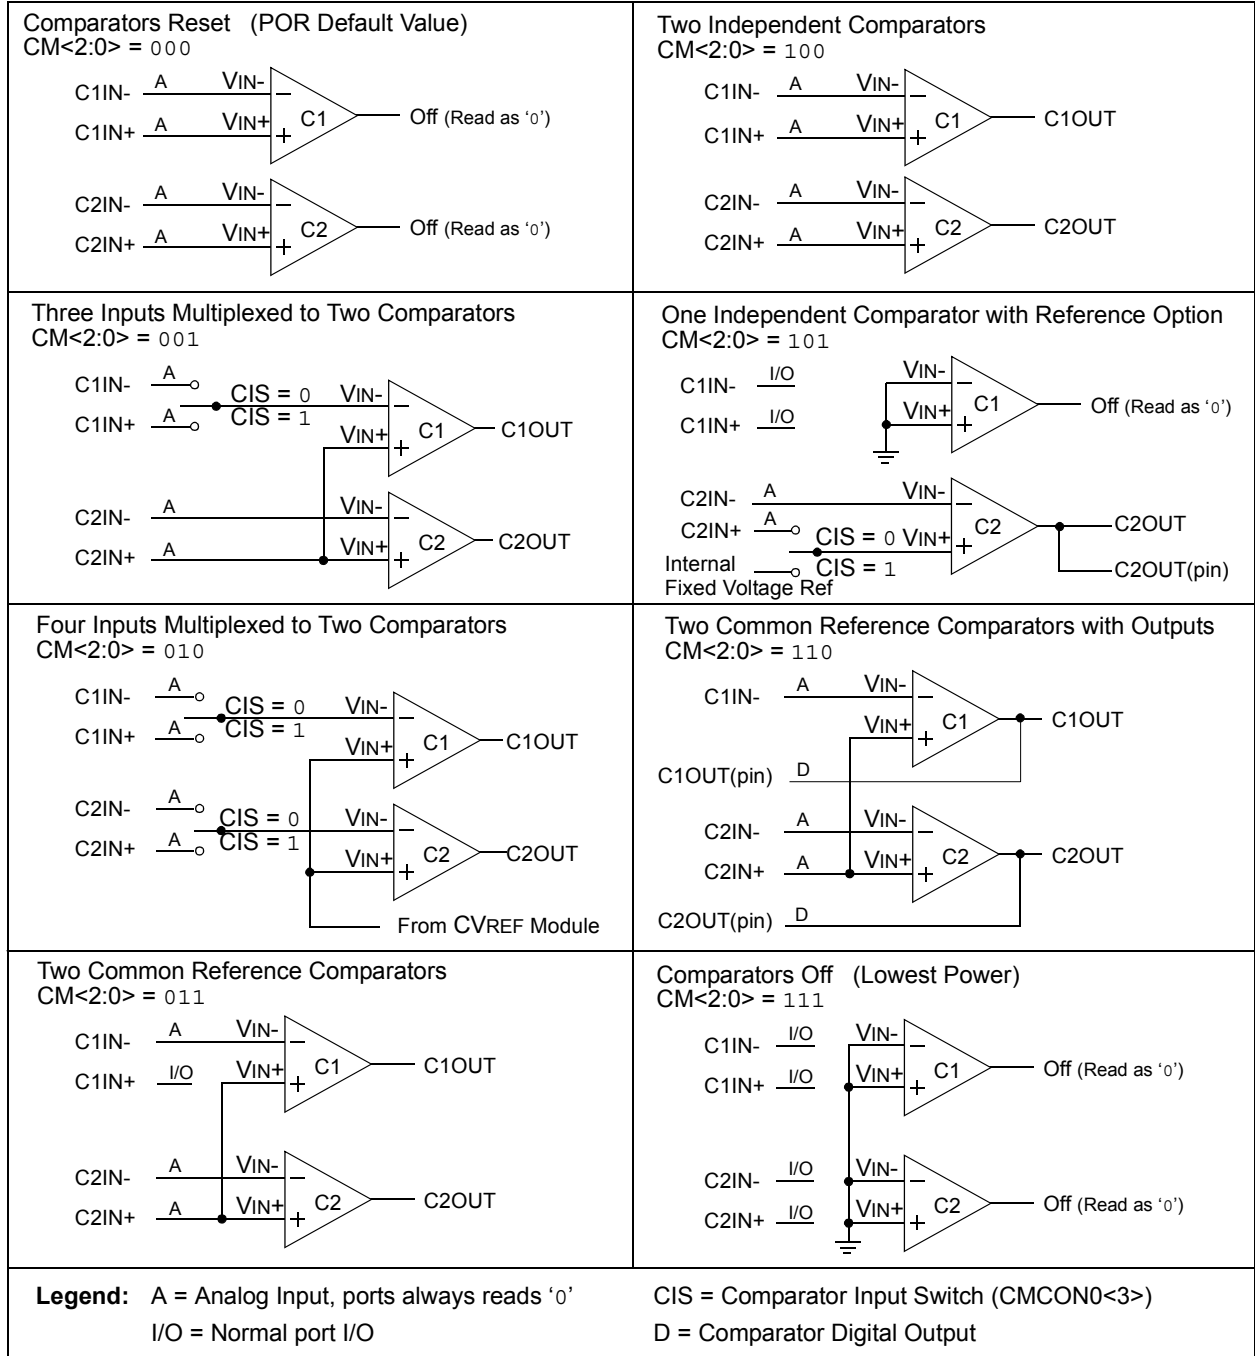 Comparators Reset (POR Default Value)
CM<2:0> = 000
A VIN-
C1IN-
C1IN+ A VIN+ C1 Off (Read as ‘0’)
A VIN-
C2IN-
C2IN+ A VIN+ C2 Off (Read as ‘0’)
Two Independent Comparators
CM<2:0> = 100
C1IN- A VIN-
C1IN+ A VIN+ C1 C1OUT
C2IN- A VIN-
C2IN+ A VIN+ C2 C2OUT
Three Inputs Multiplexed to Two Comparators
CM<2:0> = 001
C1IN- A
CIS = 0 VIN-
C1IN+ A CIS = 1
VIN+ C1 C1OUT
C2IN- A VIN-
C2IN+ A VIN+ C2 C2OUT
One Independent Comparator with Reference Option
CM<2:0> = 101
C1IN- I/O VIN-
C1IN+ I/O VIN+ C1 Off (Read as ‘0’)
C2IN- A VIN-
C2IN+ A C2 C2OUT
CIS = 0 VIN+
Internal CIS = 1 C2OUT(pin)
Fixed Voltage Ref
Four Inputs Multiplexed to Two Comparators
CM<2:0> = 010
C1IN- A
CIS = 0 VIN-
C1IN+ A CIS = 1
VIN+ C1 C1OUT
C2IN- A
CIS = 0 VIN-
C2IN+ A CIS = 1
VIN+ C2 C2OUT
From CVREF Module
Two Common Reference Comparators with Outputs
CM<2:0> = 110
C1IN- A VIN-
VIN+ C1 C1OUT
C1OUT(pin) D
C2IN- A VIN-
C2IN+ A VIN+ C2 C2OUT
C2OUT(pin) D
Two Common Reference Comparators
CM<2:0> = 011
C1IN- A VIN-
C1IN+ I/O VIN+ C1 C1OUT
C2IN- A VIN-
C2IN+ A VIN+ C2 C2OUT
Comparators Off (Lowest Power)
CM<2:0> = 111
C1IN- I/O VIN-
C1IN+ I/O VIN+ C1 Off (Read as ‘0’)
C2IN- I/O VIN-
C2IN+ I/O VIN+ C2 Off (Read as ‘0’)
Legend: A = Analog Input, ports always reads ‘0’ CIS = Comparator Input Switch (CMCON0<3>)
I/O = Normal port I/O D = Comparator Digital Output